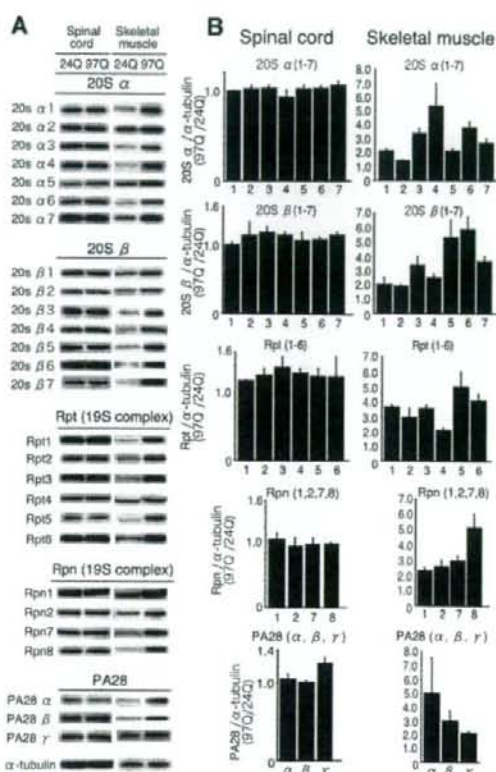 A
Spinal cord
Skeletal muscle
24Q 97Q 24Q 97Q
20S α
20s α1
20s α2
20s α3
20s α4
20s α5
20s α6
20s α7
20S β
20s β1
20s β2
20s β3
20s β4
20s β5
20s β6
20s β7
Rpt (19S complex)
Rpt1
Rpt2
Rpt3
Rpt4
Rpt5
Rpt6
Rpn (19S complex)
Rpn1
Rpn2
Rpn7
Rpn8
PA28
PA28 α
PA28 β
PA28 γ
α-tubulin
B
Spinal cord
Skeletal muscle
20S α (1-7)
20S α/α-tubulin
(97Q /24Q)
1.0
0
1 2 3 4 5 6 7
20S α (1-7)
8.0
7.0
6.0
5.0
4.0
3.0
2.0
1.0
0
1 2 3 4 5 6 7
20S β (1-7)
20S β/α-tubulin
(97Q /24Q)
1.6
1.0
0
1 2 3 4 5 6 7
20S β (1-7)
8.0
7.0
6.0
5.0
4.0
3.0
2.0
1.0
0
1 2 3 4 5 6 7
Rpt/α-tubulin
(97Q /24Q)
1.6
1.0
0
1 2 3 4 5 6
Rpt (1-6)
8.0
7.0
6.0
5.0
4.0
3.0
2.0
1.0
0
1 2 3 4 5 6
Rpn/α-tubulin
(97Q /24Q)
1.6
1.0
0
1 2 7 8
Rpn (1,2,7,8)
8.0
7.0
6.0
5.0
4.0
3.0
2.0
1.0
0
1 2 7 8
PA28 (α, β, γ)
PA28/α-tubulin
(97Q/24Q)
1.4
1.0
0
α β γ
PA28 (α, β, γ)
8.0
7.0
6.0
5.0
4.0
3.0
2.0
1.0
0
α β γ